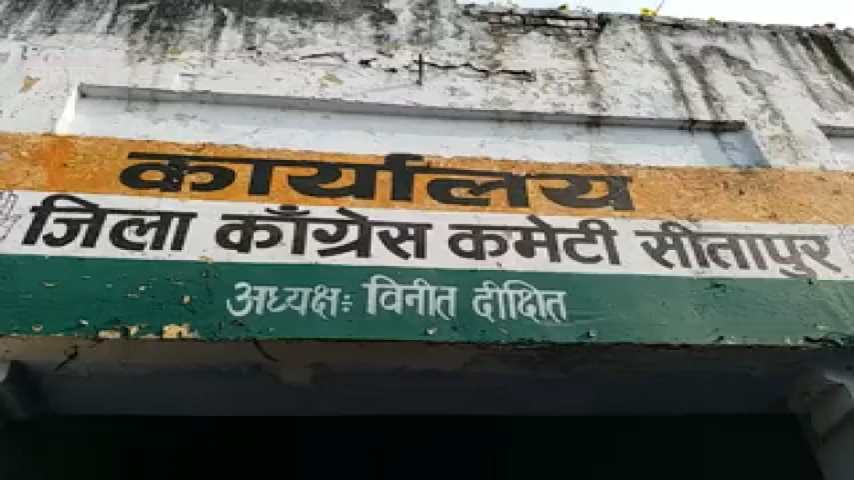 कार्यालय
जिला काँग्रेस कमेटी सीतापुर
अध्यक्ष: विनीत दीक्षित